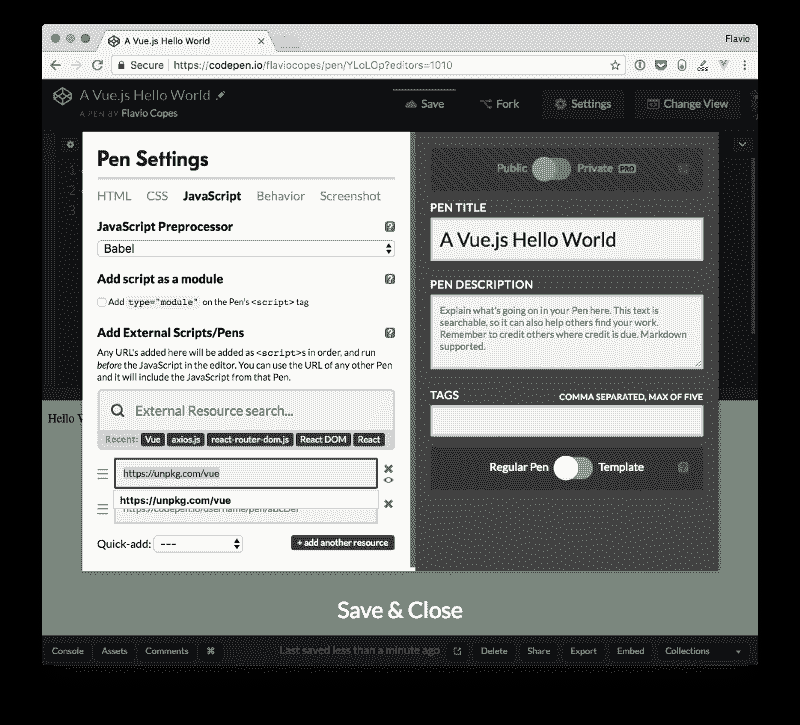 A Vue.js Hello World
Flavio
Secure https://codepen.io/flaviocopes/pen/YLoLOp?editors=1010
A Vue.js Hello World
A PEN BY Flavio Copes
Save
Fork
Settings
Change View
Pen Settings
HTML CSS JavaScript Behavior Screenshot
JavaScript Preprocessor
Babel
Add script as a module
Add type="module" on the Pen's <script> tag
Add External Scripts/Pens
Any URL's added here will be added as <script>s in order, and run
before the JavaScript in the editor. You can use the URL of any other Pen
and it will include the JavaScript from that Pen.
External Resource search...
Recent: Vue axios.js react-router-dom.js React DOM React
https://unpkg.com/vue
https://unpkg.com/vue
Quick-add: ---
+ add another resource
Public Private PRO
PEN TITLE
A Vue.js Hello World
PEN DESCRIPTION
Explain what's going on in your Pen here. This text is
searchable, so it can also help others find your work.
Remember to credit others where credit is due. Markdown
supported.
TAGS COMMA SEPARATED, MAX OF FIVE
Regular Pen Template
Hello
Save & Close
Console Assets Comments ⌘ Last saved less than a minute ago Delete Share Export Embed Collections